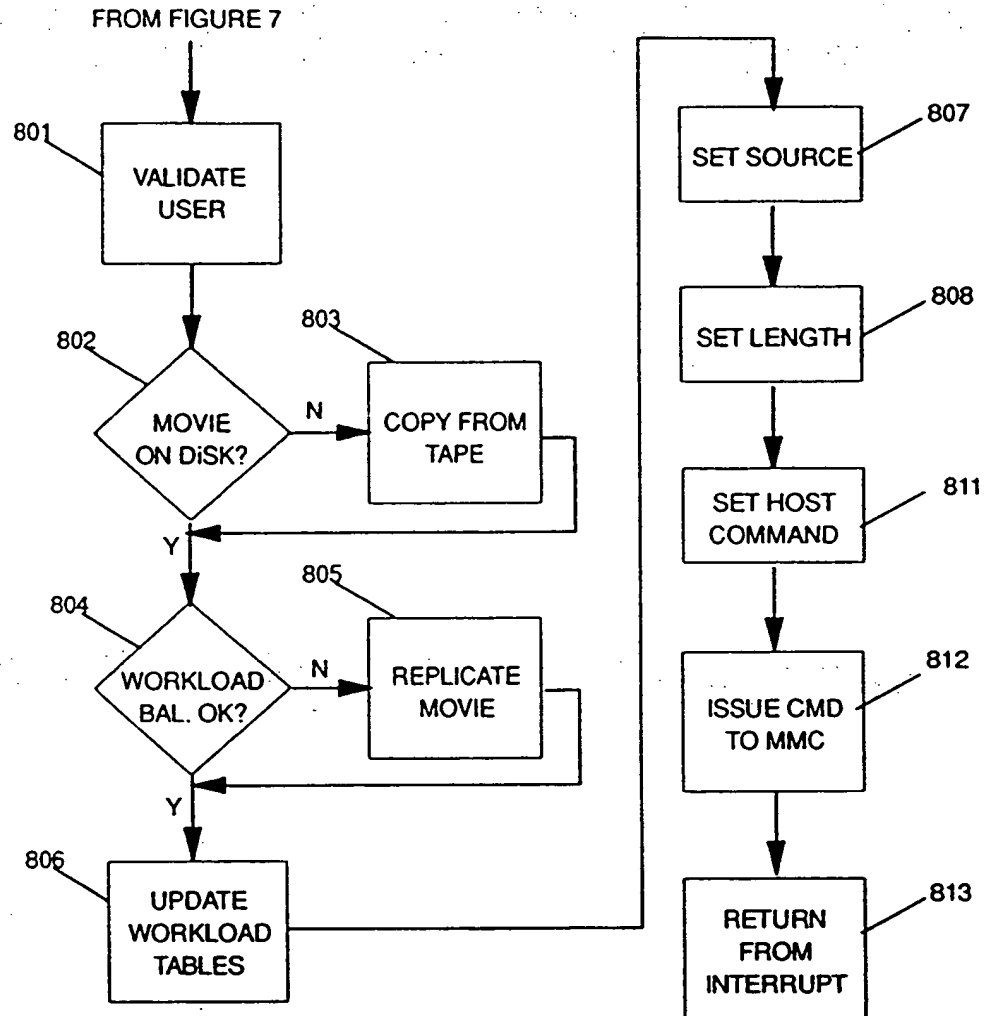 FROM FIGURE 7
801
VALIDATE
USER
802
MOVIE
ON DiSK?
N
803
COPY FROM
TAPE
Y
804
WORKLOAD
BAL. OK?
N
805
REPLICATE
MOVIE
Y
806
UPDATE
WORKLOAD
TABLES
807
SET SOURCE
808
SET LENGTH
811
SET HOST
COMMAND
812
ISSUE CMD
TO MMC
813
RETURN
FROM
INTERRUPT